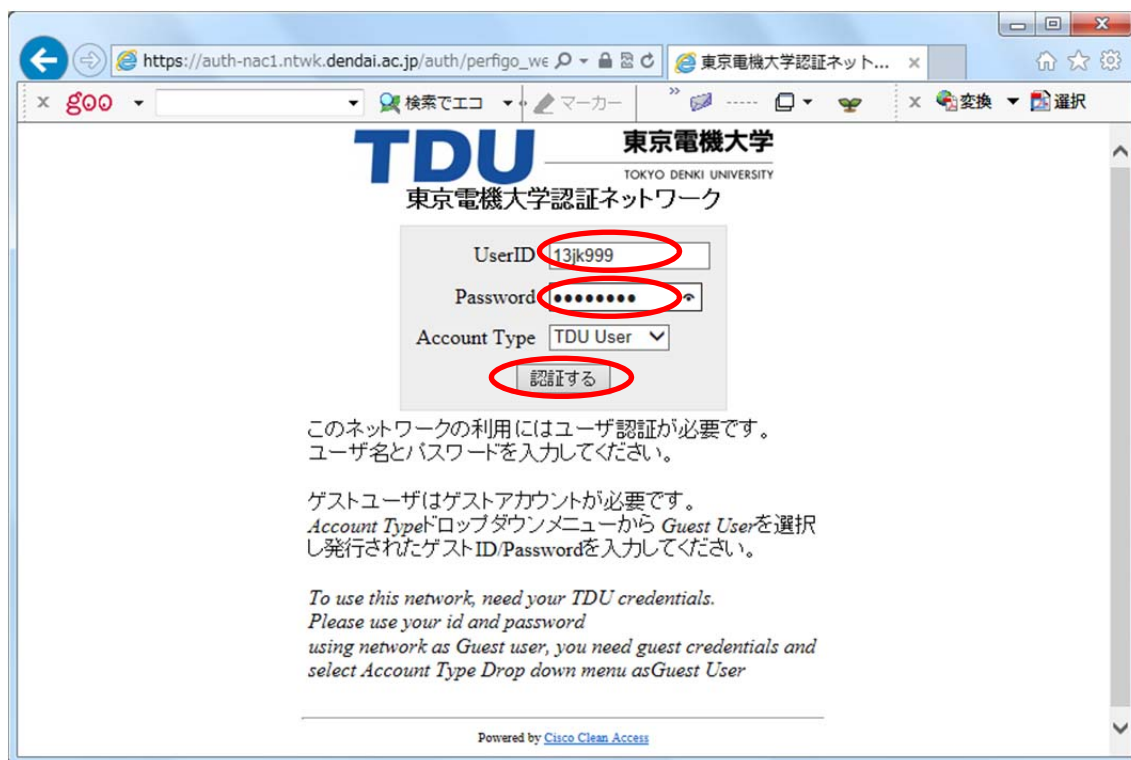 https://auth-nac1.ntwk.dendai.ac.jp/auth/perfigo_we
東京電機大学認証ネット...
goo
検索でエコ
マーカー
変換
選択
TDU
東京電機大学
TOKYO DENKI UNIVERSITY
東京電機大学認証ネットワーク
UserID 13jk999
Password ••••••••
Account Type TDU User
認証する
このネットワークの利用にはユーザ認証が必要です。
ユーザ名とパスワードを入力してください。
ゲストユーザはゲストアカウントが必要です。
Account Typeドロップダウンメニューから Guest Userを選択
し発行されたゲストID/Passwordを入力してください。
To use this network, need your TDU credentials.
Please use your id and password
using network as Guest user, you need guest credentials and
select Account Type Drop down menu asGuest User
Powered by Cisco Clean Access